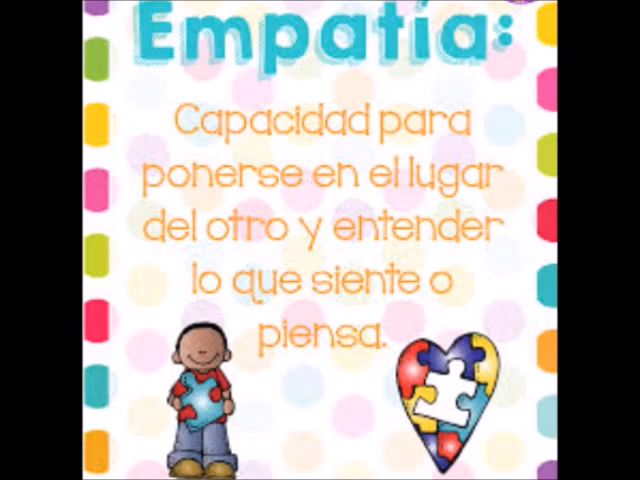 Empatía:
Capacidad para
ponerse en el lugar
del otro y entender
lo que siente o
piensa.